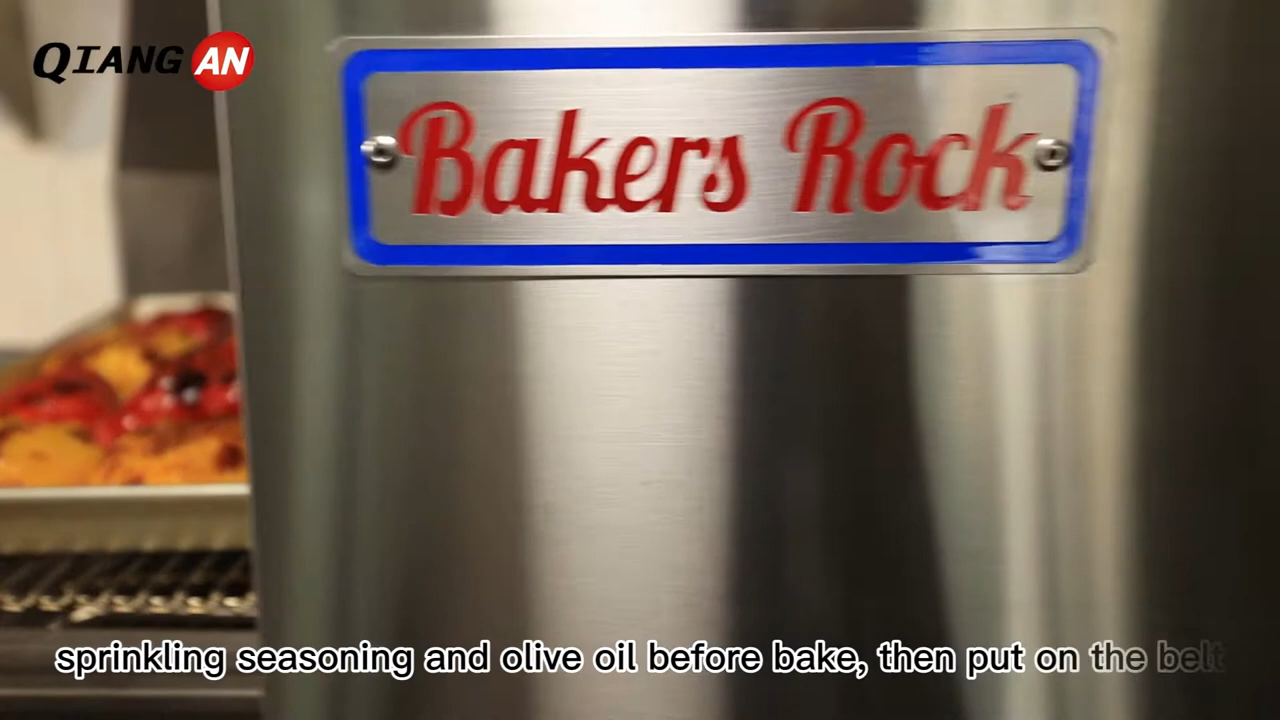 QIANG AN
Bakers Rock
sprinkling seasoning and olive oil before bake, then put on the belt